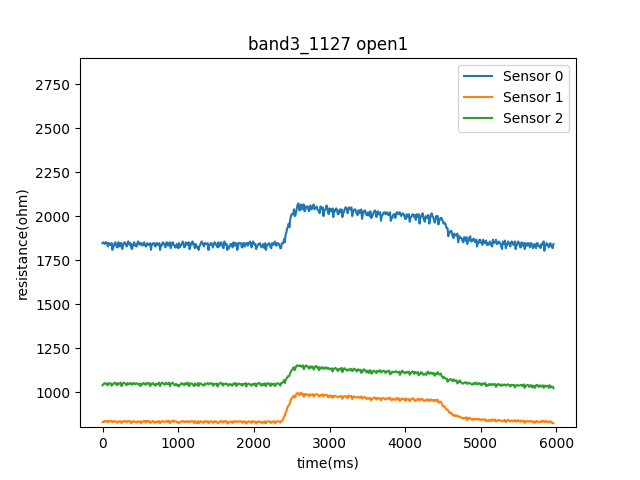 band3_1127 open1
Sensor 0
Sensor 1
Sensor 2
resistance(ohm)
2750
2500
2250
2000
1750
1500
1250
1000
0 1000 2000 3000 4000 5000 6000
time(ms)